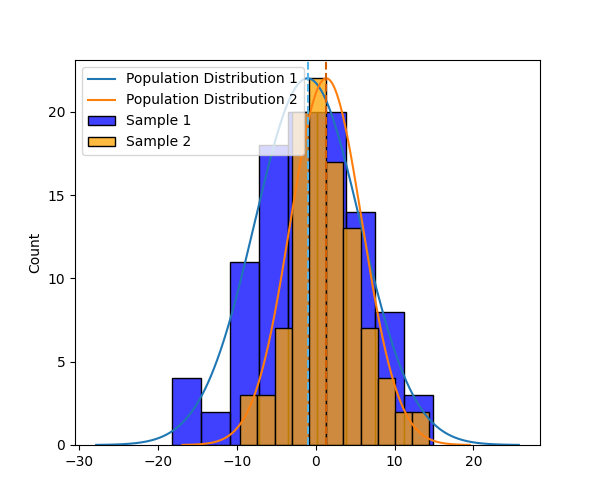 Population Distribution 1
Population Distribution 2
Sample 1
Sample 2
Count
20
15
10
5
0
−30
−20
−10
0
10
20